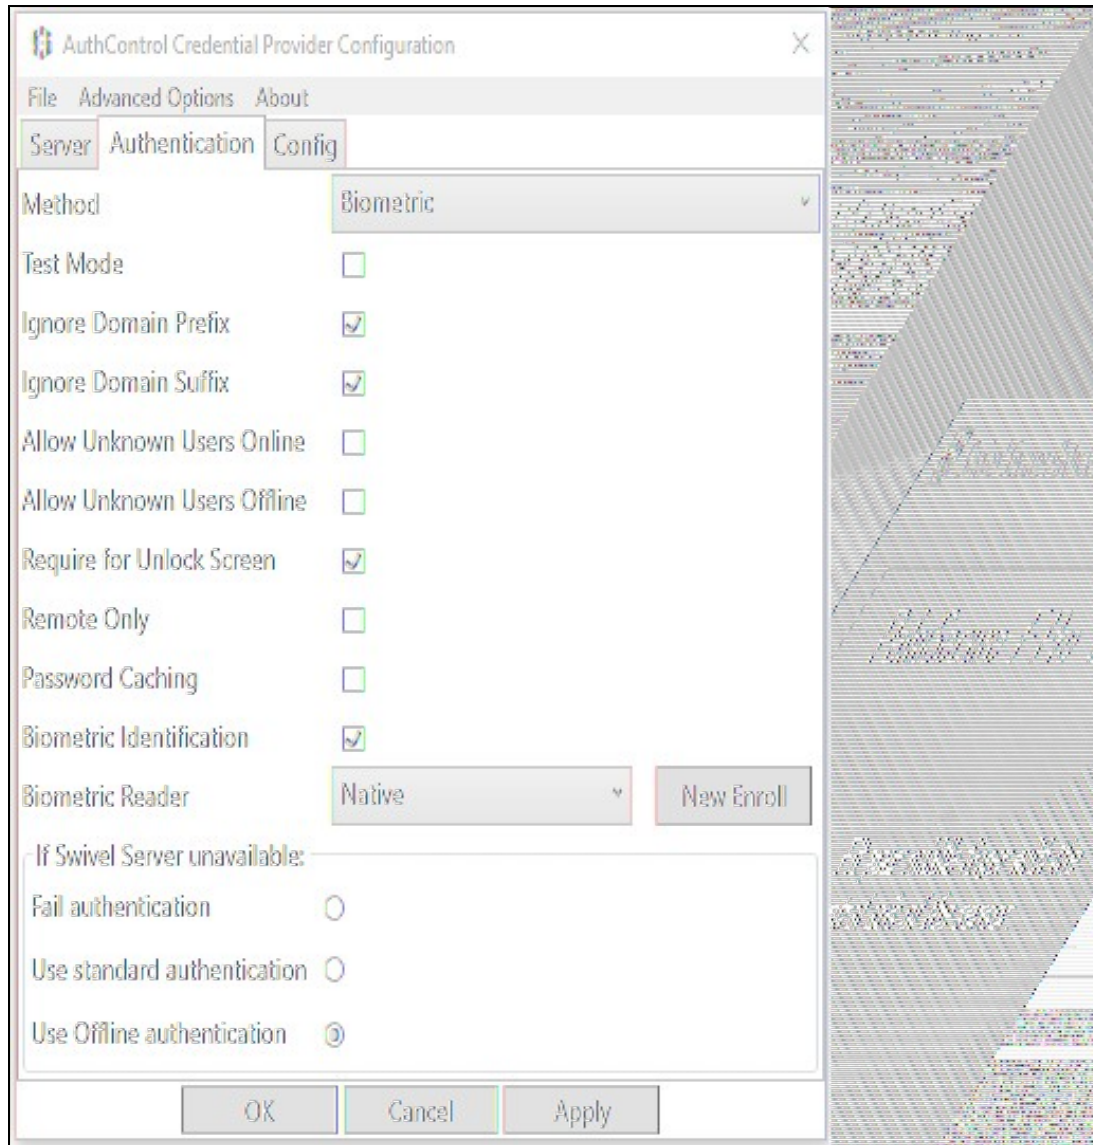 AuthControl Credential Provider Configuration
File Advanced Options About
Server Authentication Config
Method Biometric
Test Mode
Ignore Domain Prefix
Ignore Domain Suffix
Allow Unknown Users Online
Allow Unknown Users Offline
Require for Unlock Screen
Remote Only
Password Caching
Biometric Identification
Biometric Reader Native New Enroll
If Swivel Server unavailable:
Fail authentication
Use standard authentication
Use Offline authentication
OK Cancel Apply